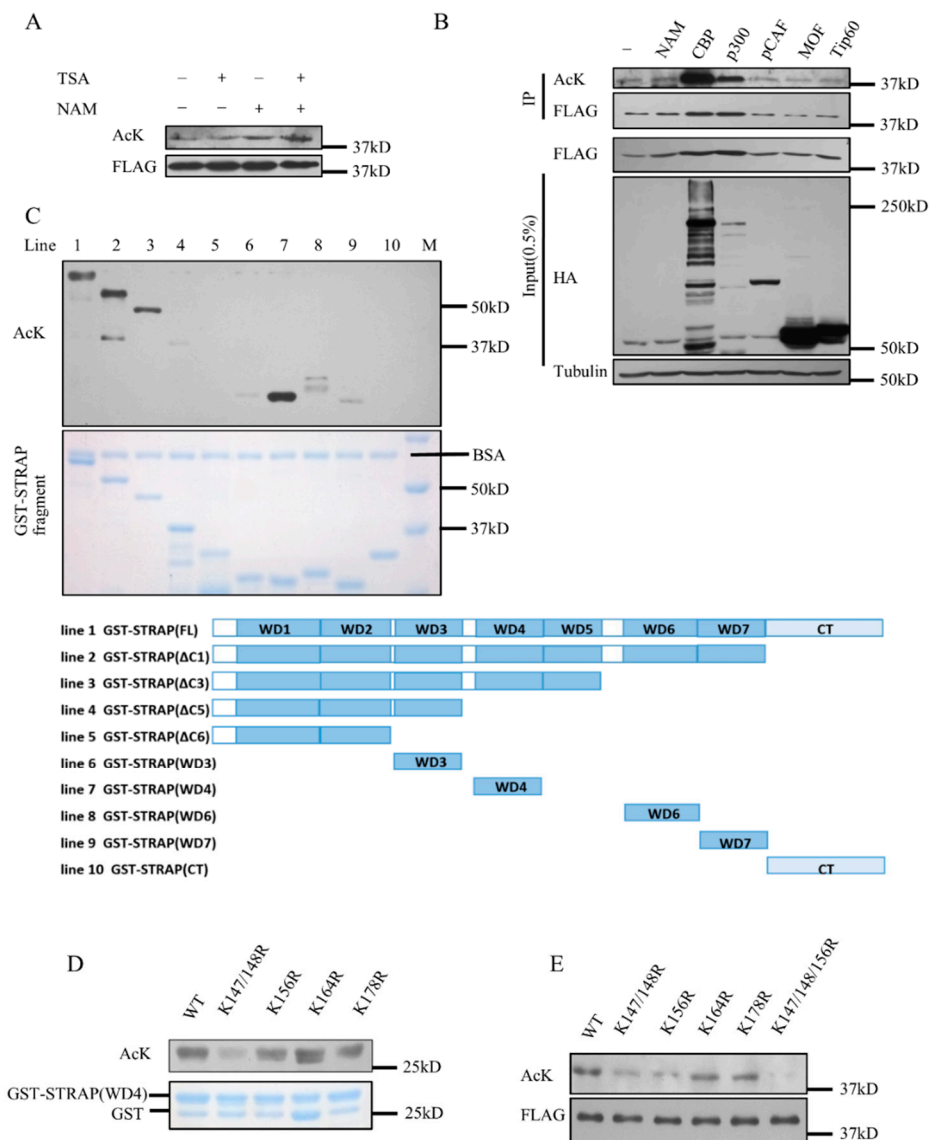 A
TSA – + – +
NAM – – + +
AcK
37kD
FLAG
37kD
B
– NAM CBP p300 pCAF MOF Tip60
IP
AcK
37kD
FLAG
37kD
FLAG
37kD
Input(0.5%)
250kD
HA
50kD
Tubulin
50kD
C
Line 1 2 3 4 5 6 7 8 9 10 M
AcK
50kD
37kD
GST-STRAP
fragment
BSA
50kD
37kD
line 1 GST-STRAP(FL) WD1 WD2 WD3 WD4 WD5 WD6 WD7 CT
line 2 GST-STRAP(ΔC1)
line 3 GST-STRAP(ΔC3)
line 4 GST-STRAP(ΔC5)
line 5 GST-STRAP(ΔC6)
line 6 GST-STRAP(WD3) WD3
line 7 GST-STRAP(WD4) WD4
line 8 GST-STRAP(WD6) WD6
line 9 GST-STRAP(WD7) WD7
line 10 GST-STRAP(CT) CT
D
WT K147/148R K156R K164R K178R
AcK
25kD
GST-STRAP(WD4)
GST
25kD
E
WT K147/148R K156R K164R K178R K147/148/156R
AcK
37kD
FLAG
37kD